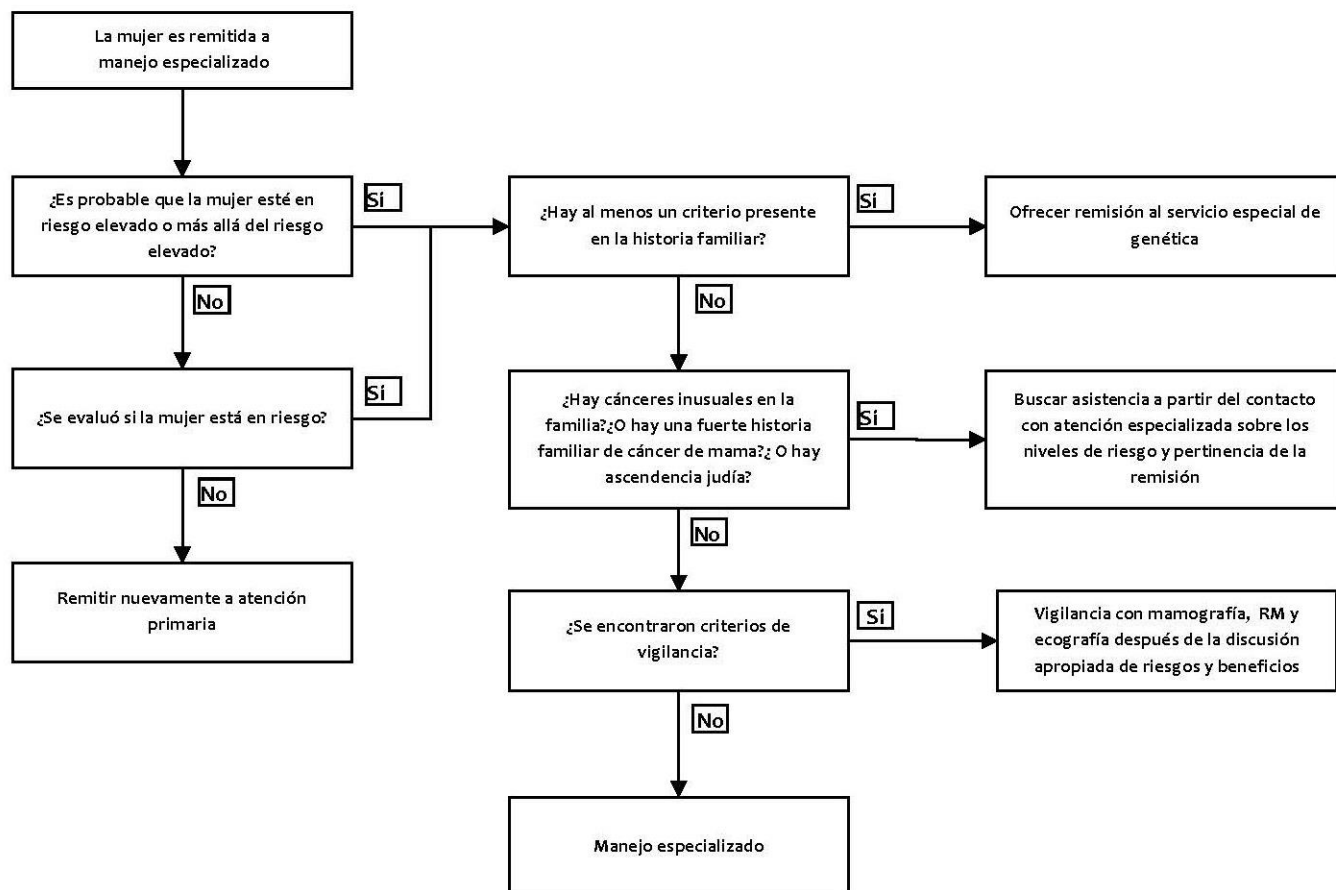 La mujer es remitida a
manejo especializado
¿Es probable que la mujer esté en
riesgo elevado o más allá del riesgo
elevado?
Sí
¿Hay al menos un criterio presente
en la historia familiar?
Sí
Ofrecer remisión al servicio especial de
genética
No
No
¿Se evaluó si la mujer está en riesgo?
Sí
¿Hay cánceres inusuales en la
familia?¿O hay una fuerte historia
familiar de cáncer de mama?¿ O hay
ascendencia judía?
Sí
Buscar asistencia a partir del contacto
con atención especializada sobre los
niveles de riesgo y pertinencia de la
remisión
No
No
Remitir nuevamente a atención
primaria
¿Se encontraron criterios de
vigilancia?
Sí
Vigilancia con mamografía, RM y
ecografía después de la discusión
apropiada de riesgos y beneficios
No
Manejo especializado